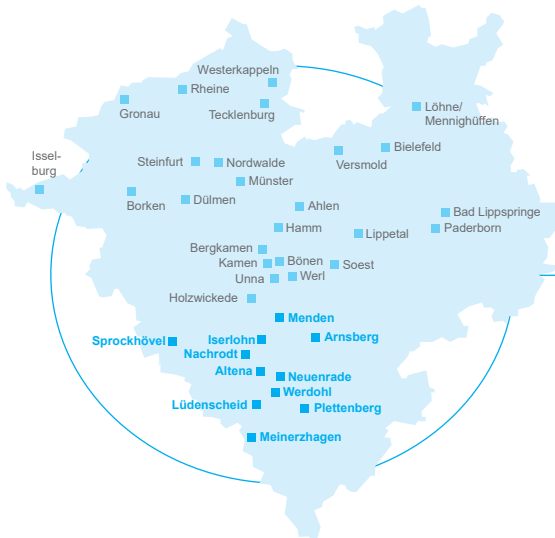 Westerkappeln
Rheine
Gronau
Tecklenburg
Löhne/
Mennighüffen
Issel-
burg
Steinfurt
Nordwalde
Versmold
Bielefeld
Münster
Borken
Dülmen
Ahlen
Bad Lippspringe
Paderborn
Hamm
Lippetal
Bergkamen
Kamen
Bönen
Soest
Unna
Werl
Holzwickede
Menden
Sprockhövel
Iserlohn
Arnsberg
Nachrodt
Altena
Neuenrade
Werdohl
Lüdenscheid
Plettenberg
Meinerzhagen